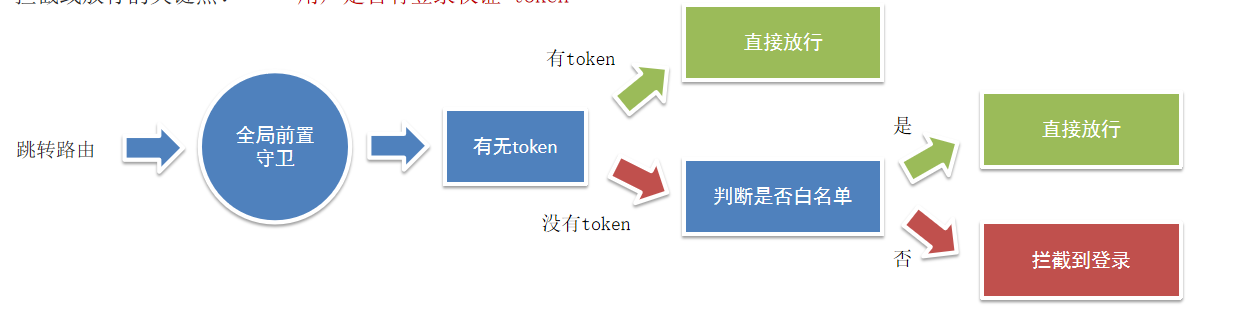 用户是否有登录权证 token
跳转路由
全局前置
守卫
有无token
有token
直接放行
没有token
判断是否白名单
是
直接放行
否
拦截到登录